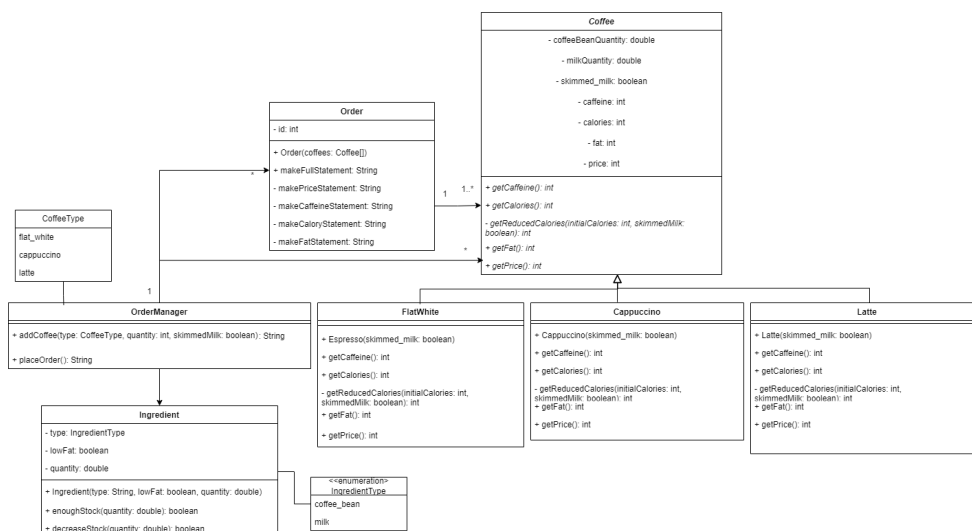 Coffee
- coffeeBeanQuantity: double
- milkQuantity: double
- skimmed_milk: boolean
- caffeine: int
- calories: int
- fat: int
- price: int
+ getCaffeine(): int
+ getCalories(): int
- getReducedCalories(initialCalories: int, skimmedMilk:
boolean): int
+ getFat(): int
+ getPrice(): int
Order
- id: int
+ Order(coffees: Coffee[])
+ makeFullStatement: String
- makePriceStatement: String
- makeCaffeineStatement: String
- makeCaloryStatement: String
- makeFatStatement: String
*
1
1..*
*
1
CoffeeType
flat_white
cappuccino
latte
OrderManager
+ addCoffee(type: CoffeeType, quantity: int, skimmedMilk: boolean): String
+ placeOrder(): String
FlatWhite
+ Espresso(skimmed_milk: boolean)
+ getCaffeine(): int
+ getCalories(): int
- getReducedCalories(initialCalories: int,
skimmedMilk: boolean): int
+ getFat(): int
+ getPrice(): int
Cappuccino
+ Cappuccino(skimmed_milk: boolean)
+ getCaffeine(): int
+ getCalories(): int
- getReducedCalories(initialCalories: int,
skimmedMilk: boolean): int
+ getFat(): int
+ getPrice(): int
Latte
+ Latte(skimmed_milk: boolean)
+ getCaffeine(): int
+ getCalories(): int
- getReducedCalories(initialCalories: int,
skimmedMilk: boolean): int
+ getFat(): int
+ getPrice(): int
Ingredient
- type: IngredientType
- lowFat: boolean
- quantity: double
+ Ingredient(type: String, lowFat: boolean, quantity: double)
+ enoughStock(quantity: double): boolean
+ decreaseStock(quantity: double): boolean
<<enumeration>
IngredientType
coffee_bean
milk